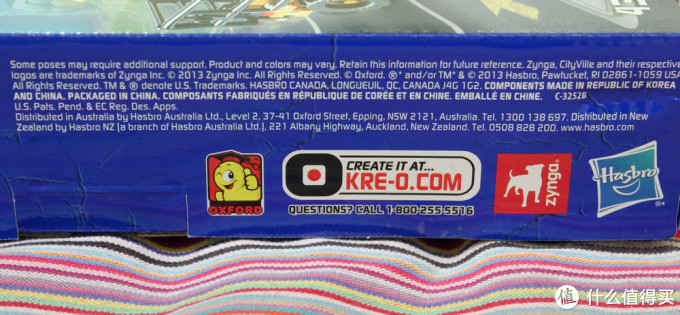 Some poses may require additional support. Product and colors may vary. Retain this information for future reference. Zynga, CityVille and their respective
logos are trademarks of Zynga Inc. © 2013 Zynga Inc. All Rights Reserved. © Oxford. ®* and/or TM* & © 2013 Hasbro, Pawtucket, RI 02861-1059 USA.
All Rights Reserved. TM & ® denote U.S. Trademarks. HASBRO CANADA, LONGUEUIL, QC, CANADA J4G 1G2. COMPONENTS MADE IN REPUBLIC OF KOREA
AND CHINA. PACKAGED IN CHINA. COMPOSANTS FABRIQUÉS EN RÉPUBLIQUE DE CORÉE ET EN CHINE. EMBALLÉ EN CHINE. C-32526
U.S. Pats. Pend. & EC Reg. Des. Apps.
Distributed in Australia by Hasbro Australia Ltd., Level 2, 37-41 Oxford Street, Epping, NSW 2121, Australia. Tel. 1300 138 697. Distributed in New
Zealand by Hasbro NZ (a branch of Hasbro Australia Ltd.), 221 Albany Highway, Auckland, New Zealand. Tel. 0508 828 200. www.hasbro.com
OXFORD
CREATE IT AT...
KRE-O.COM
QUESTIONS? CALL 1-800-255-5516
zynga
Hasbro
值 什么值得买